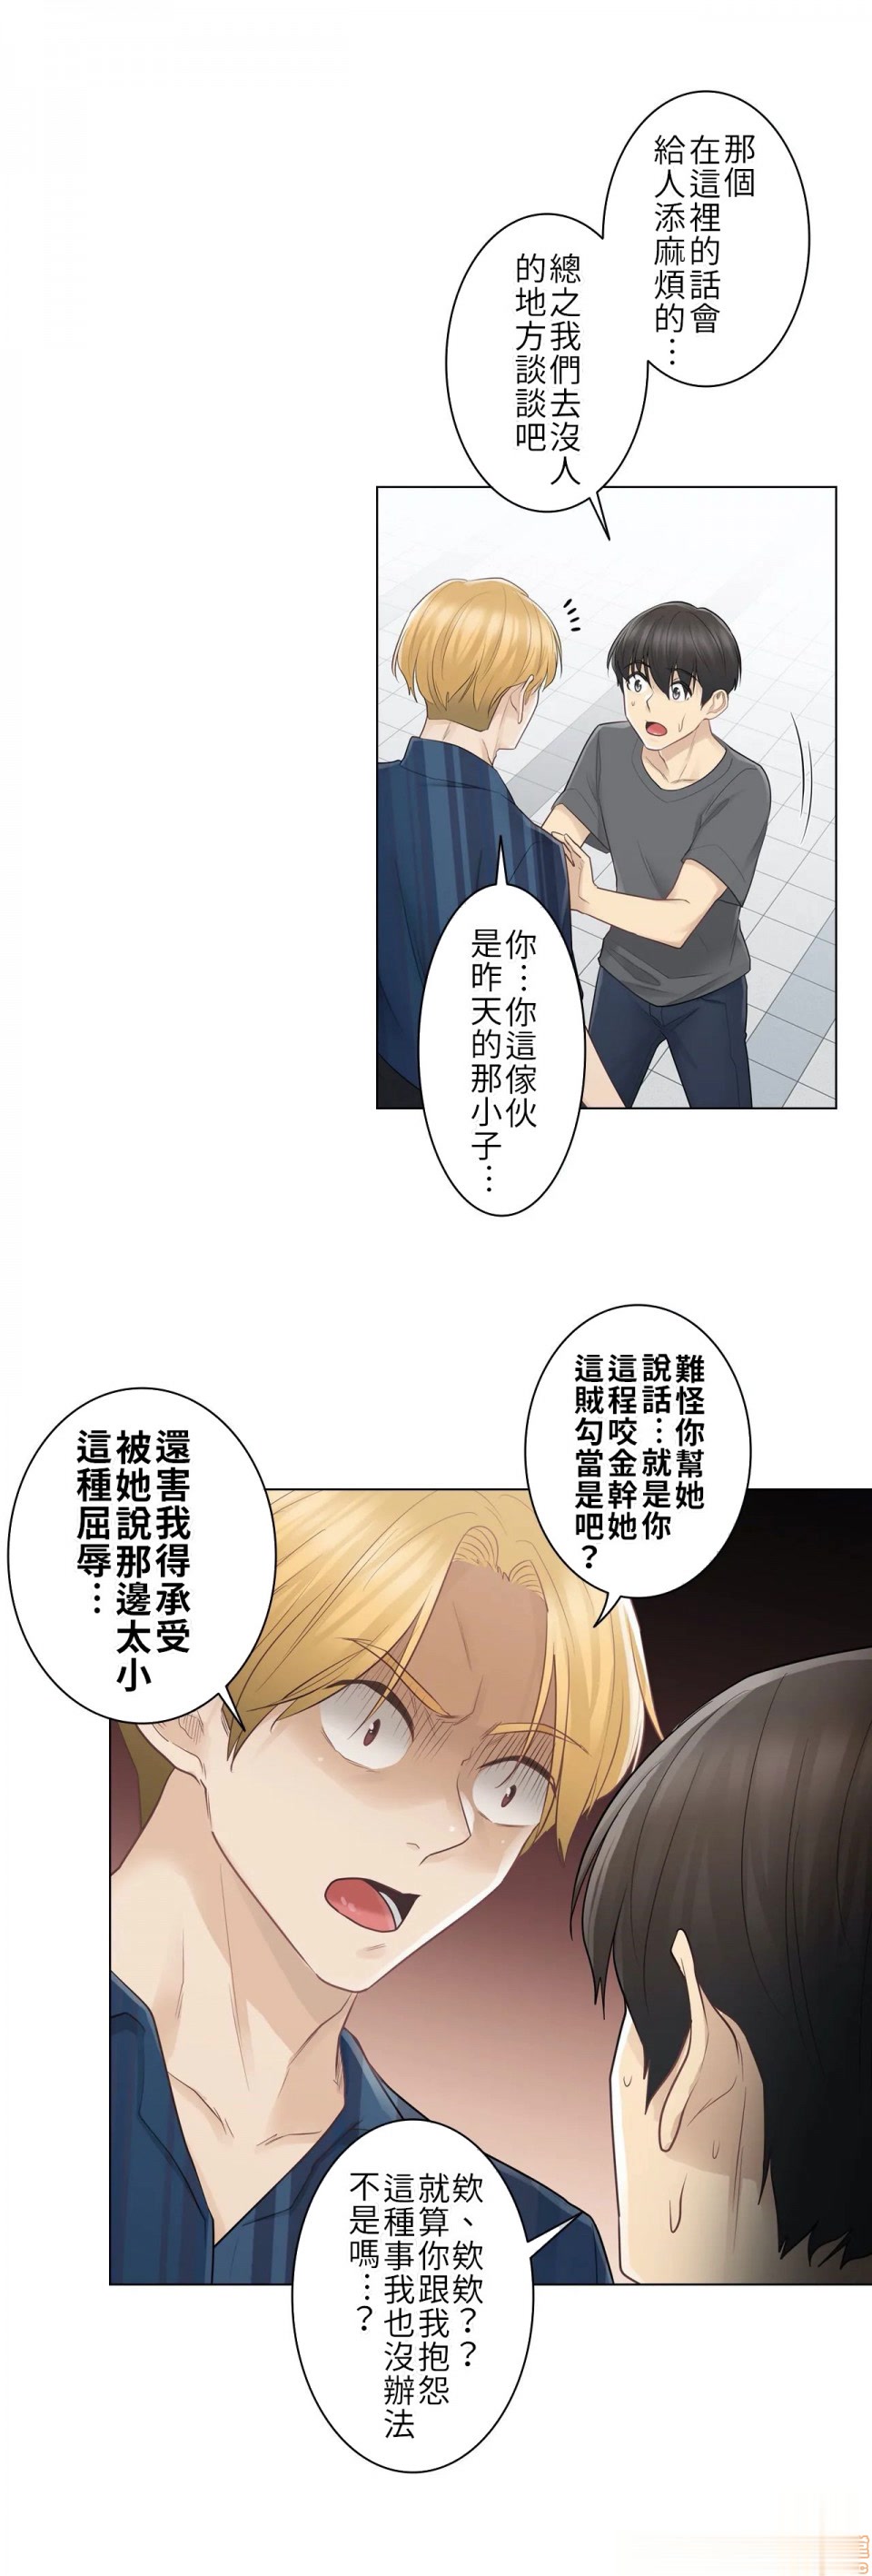 那個
在這裡的話會
給人添麻煩的…
總之我們去沒人
的地方談談吧
你…你這傢伙
是昨天的那小子…
難怪你幫她
說話…就是你
這程咬金幹她
這賊勾當是吧？
還害我得承受
被她說那邊太小
這種屈辱…
欸、欸欸？？
就算你跟我抱怨
這種事我也沒辦法
不是嗎…？